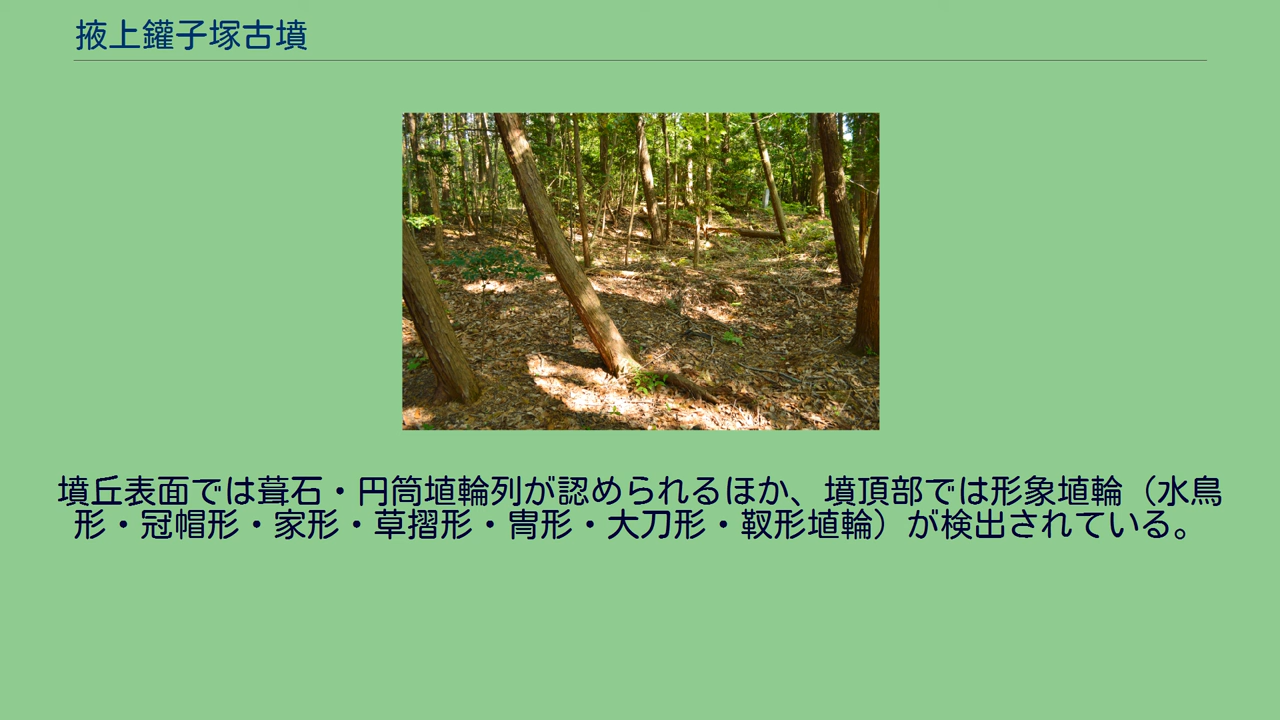 掖上鑵子塚古墳
墳丘表面では葺石・円筒埴輪列が認められるほか、墳頂部では形象埴輪（水鳥
形・冠帽形・家形・草摺形・冑形・大刀形・靫形埴輪）が検出されている。